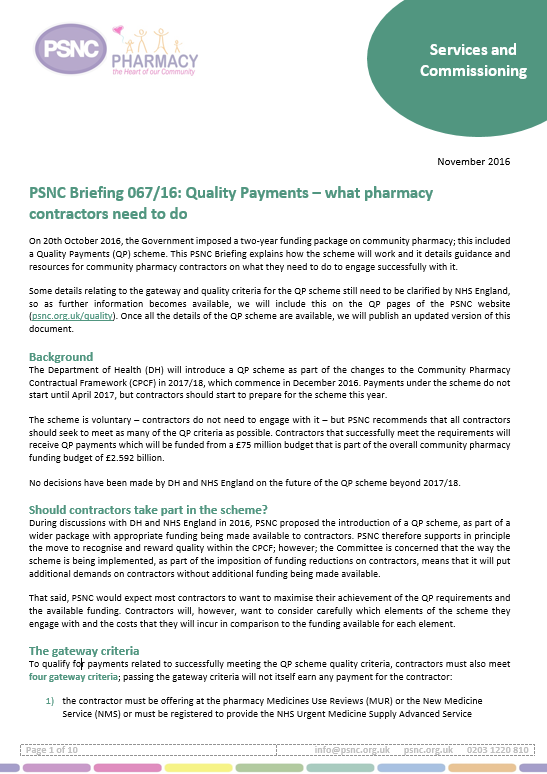 PSNC
PHARMACY
the Heart of our Community
Services and
Commissioning
November 2016
PSNC Briefing 067/16: Quality Payments – what pharmacy
contractors need to do
On 20th October 2016, the Government imposed a two-year funding package on community pharmacy; this included
a Quality Payments (QP) scheme. This PSNC Briefing explains how the scheme will work and it details guidance and
resources for community pharmacy contractors on what they need to do to engage successfully with it.
Some details relating to the gateway and quality criteria for the QP scheme still need to be clarified by NHS England,
so as further information becomes available, we will include this on the QP pages of the PSNC website
(psnc.org.uk/quality). Once all the details of the QP scheme are available, we will publish an updated version of this
document.
Background
The Department of Health (DH) will introduce a QP scheme as part of the changes to the Community Pharmacy
Contractual Framework (CPCF) in 2017/18, which commence in December 2016. Payments under the scheme do not
start until April 2017, but contractors should start to prepare for the scheme this year.
The scheme is voluntary – contractors do not need to engage with it – but PSNC recommends that all contractors
should seek to meet as many of the QP criteria as possible. Contractors that successfully meet the requirements will
receive QP payments which will be funded from a £75 million budget that is part of the overall community pharmacy
funding budget of £2.592 billion.
No decisions have been made by DH and NHS England on the future of the QP scheme beyond 2017/18.
Should contractors take part in the scheme?
During discussions with DH and NHS England in 2016, PSNC proposed the introduction of a QP scheme, as part of a
wider package with appropriate funding being made available to contractors. PSNC therefore supports in principle
the move to recognise and reward quality within the CPCF; however; the Committee is concerned that the way the
scheme is being implemented, as part of the imposition of funding reductions on contractors, means that it will put
additional demands on contractors without additional funding being made available.
That said, PSNC would expect most contractors to want to maximise their achievement of the QP requirements and
the available funding. Contractors will, however, want to consider carefully which elements of the scheme they
engage with and the costs that they will incur in comparison to the funding available for each element.
The gateway criteria
To qualify for payments related to successfully meeting the QP scheme quality criteria, contractors must also meet
four gateway criteria; passing the gateway criteria will not itself earn any payment for the contractor:
1) the contractor must be offering at the pharmacy Medicines Use Reviews (MUR) or the New Medicine
Service (NMS) or must be registered to provide the NHS Urgent Medicine Supply Advanced Service
Page 1 of 10 info@psnc.org.uk psnc.org.uk 0203 1220 810